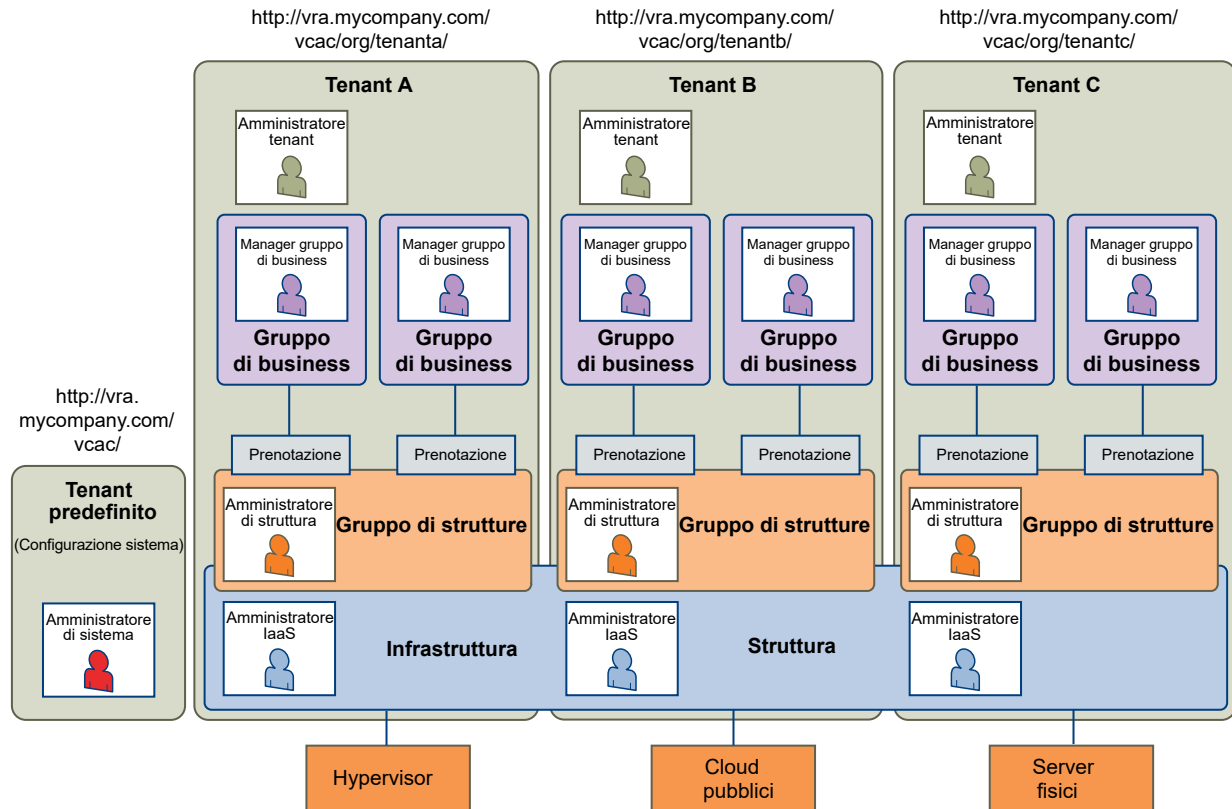 http://vra.mycompany.com/
vcac/org/tenanta/
http://vra.mycompany.com/
vcac/org/tenantb/
http://vra.mycompany.com/
vcac/org/tenantc/
Tenant A
Tenant B
Tenant C
Amministratore
tenant
Amministratore
tenant
Amministratore
tenant
Manager gruppo
di business
Gruppo
di business
Manager gruppo
di business
Gruppo
di business
Manager gruppo
di business
Gruppo
di business
Manager gruppo
di business
Gruppo
di business
Manager gruppo
di business
Gruppo
di business
Manager gruppo
di business
Gruppo
di business
http://vra.
mycompany.com/
vcac/
Tenant
predefinito
(Configurazione sistema)
Amministratore
di sistema
Prenotazione
Prenotazione
Prenotazione
Prenotazione
Prenotazione
Prenotazione
Amministratore
di struttura
Gruppo di strutture
Amministratore
di struttura
Gruppo di strutture
Amministratore
di struttura
Gruppo di strutture
Amministratore
IaaS
Infrastruttura
Amministratore
IaaS
Struttura
Amministratore
IaaS
Hypervisor
Cloud
pubblici
Server
fisici